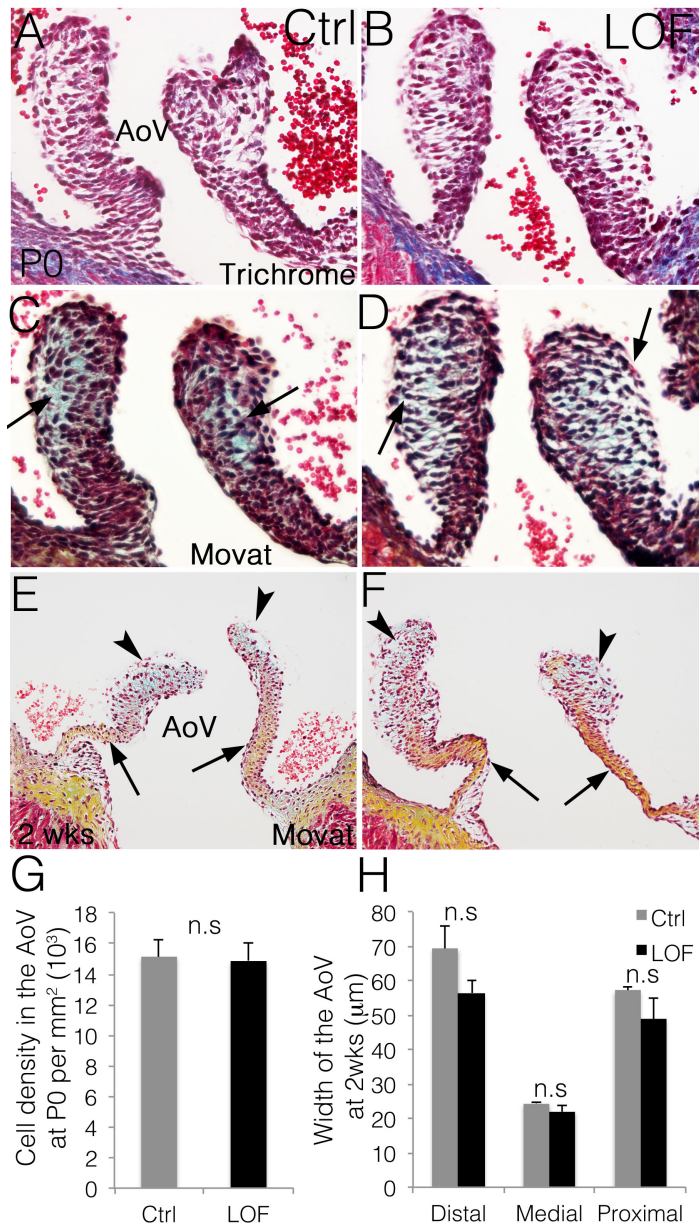 A
Ctrl
AoV
P0
Trichrome
B
LOF
C
Movat
D
E
AoV
2 wks
Movat
F
G
Cell density in the AoV
at P0 per mm² (10³)
18
16
14
12
10
8
6
4
2
0
n.s
Ctrl
LOF
H
Width of the AoV
at 2wks (μm)
80
70
60
50
40
30
20
10
0
n.s
n.s
n.s
Ctrl
LOF
Distal
Medial
Proximal